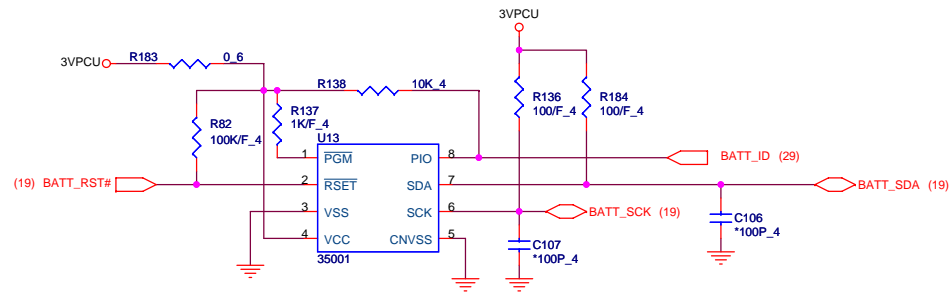 3VPCU
3VPCU
R183
0_6
R138
10K_4
R136
100/F_4
R184
100/F_4
R82
100K/F_4
R137
1K/F_4
U13
1
PGM
PIO
8
BATT_ID (29)
(19) BATT_RST#
2
RSET
SDA
7
BATT_SDA (19)
3
VSS
SCK
6
BATT_SCK (19)
4
VCC
CNVSS
5
35001
C107
*100P_4
C106
*100P_4